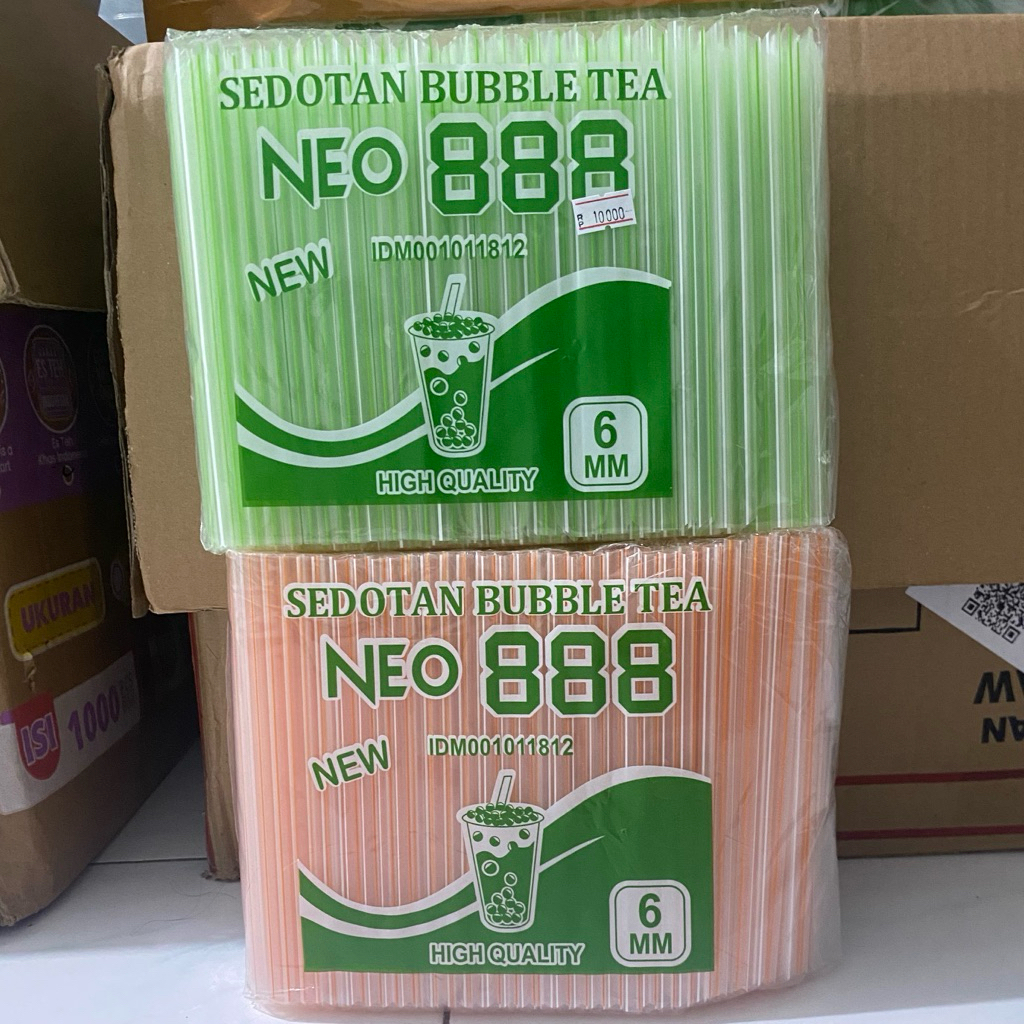 SEDOTAN BUBBLE TEA
NEO 888
RP 10000
NEW
IDM001011812
6
MM
HIGH QUALITY
SEDOTAN BUBBLE TEA
NEO 888
NEW
IDM001011812
6
MM
HIGH QUALITY
UKURAN
ISI 1000